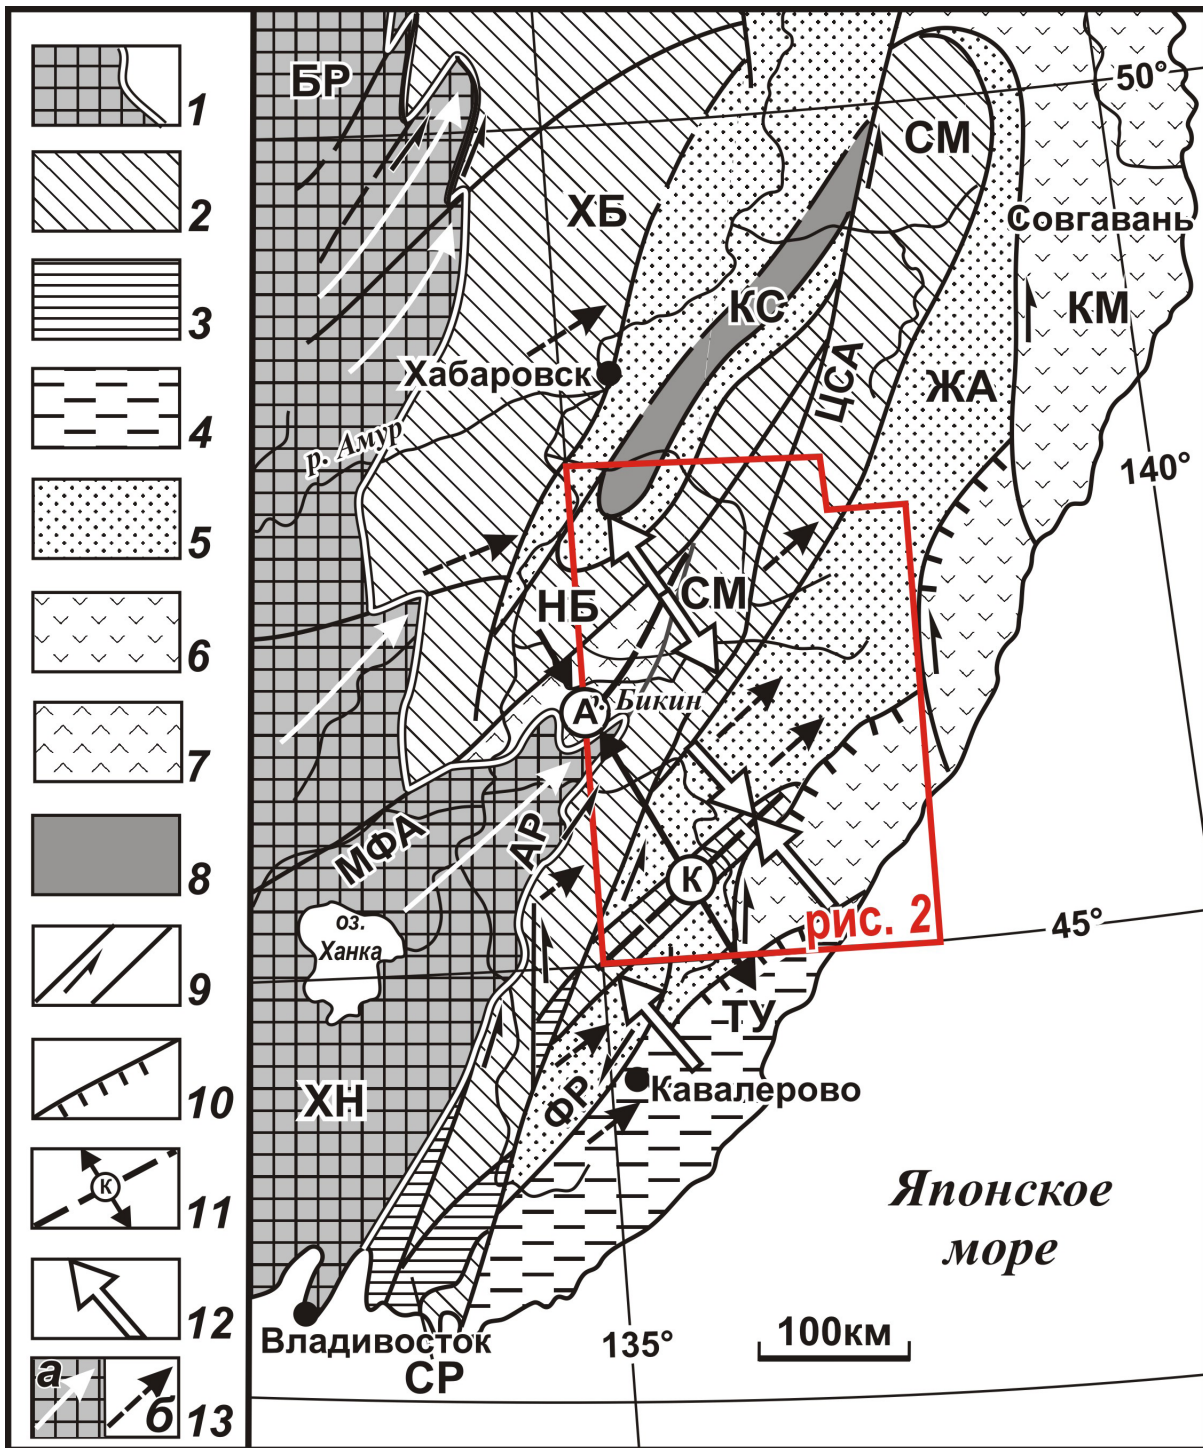 1
2
3
4
5
6
7
8
9
10
К
11
12
а
б
13
БР
50°
СМ
ХБ
Совгавань
КС
КМ
ЦСА
ЖА
Хабаровск
р. Амур
140°
НБ
СМ
А
р. Бикин
МФА
АР
К
рис. 2
45°
оз.
Ханка
ТУ
ХН
ФР
Кавалерово
Японское
море
Владивосток
135°
100км
СР